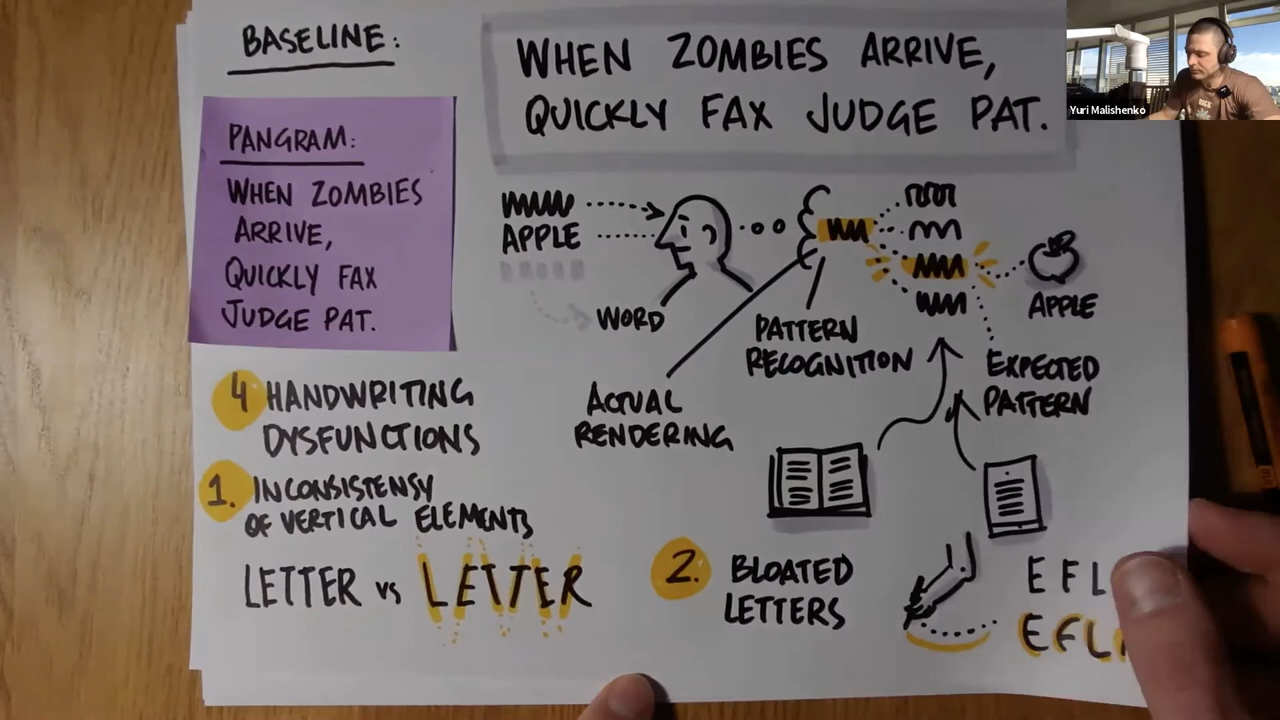 BASELINE:
PANGRAM:
WHEN ZOMBIES
ARRIVE,
QUICKLY FAX
JUDGE PAT.
WHEN ZOMBIES ARRIVE,
QUICKLY FAX JUDGE PAT.
APPLE
WORD
ACTUAL
RENDERING
PATTERN
RECOGNITION
APPLE
EXPECTED
PATTERN
4 HANDWRITING
DYSFUNCTIONS
1. INCONSISTENSY
OF VERTICAL ELEMENTS
LETTER vs LETTER
2. BLOATED
LETTERS
E F L
E F L
Yuri Malishenko